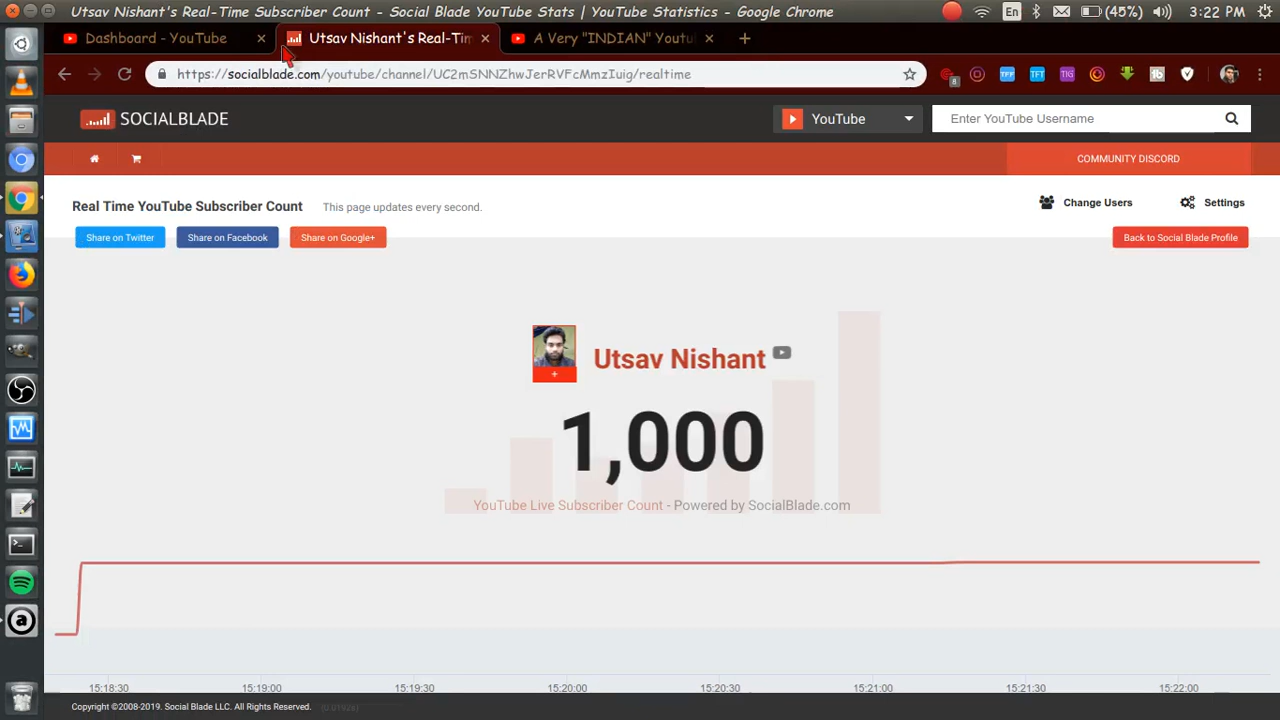 Utsav Nishant's Real-Time Subscriber Count - Social Blade YouTube Stats | YouTube Statistics - Google Chrome
En
(45%)
3:22 PM
Dashboard - YouTube
Utsav Nishant's Real-Tim
A Very "INDIAN" Youtu
https://socialblade.com/youtube/channel/UC2mSNNZhwJerRVFcMmzIuig/realtime
8
TFP
TFT
TIG
tb
SOCIALBLADE
YouTube
Enter YouTube Username
COMMUNITY DISCORD
Real Time YouTube Subscriber Count
This page updates every second.
Change Users
Settings
Share on Twitter
Share on Facebook
Share on Google+
Back to Social Blade Profile
+
Utsav Nishant
1,000
YouTube Live Subscriber Count - Powered by SocialBlade.com
15:18:30
15:19:00
15:19:30
15:20:00
15:20:30
15:21:00
15:21:30
15:22:00
Copyright ©2008-2019. Social Blade LLC. All Rights Reserved.